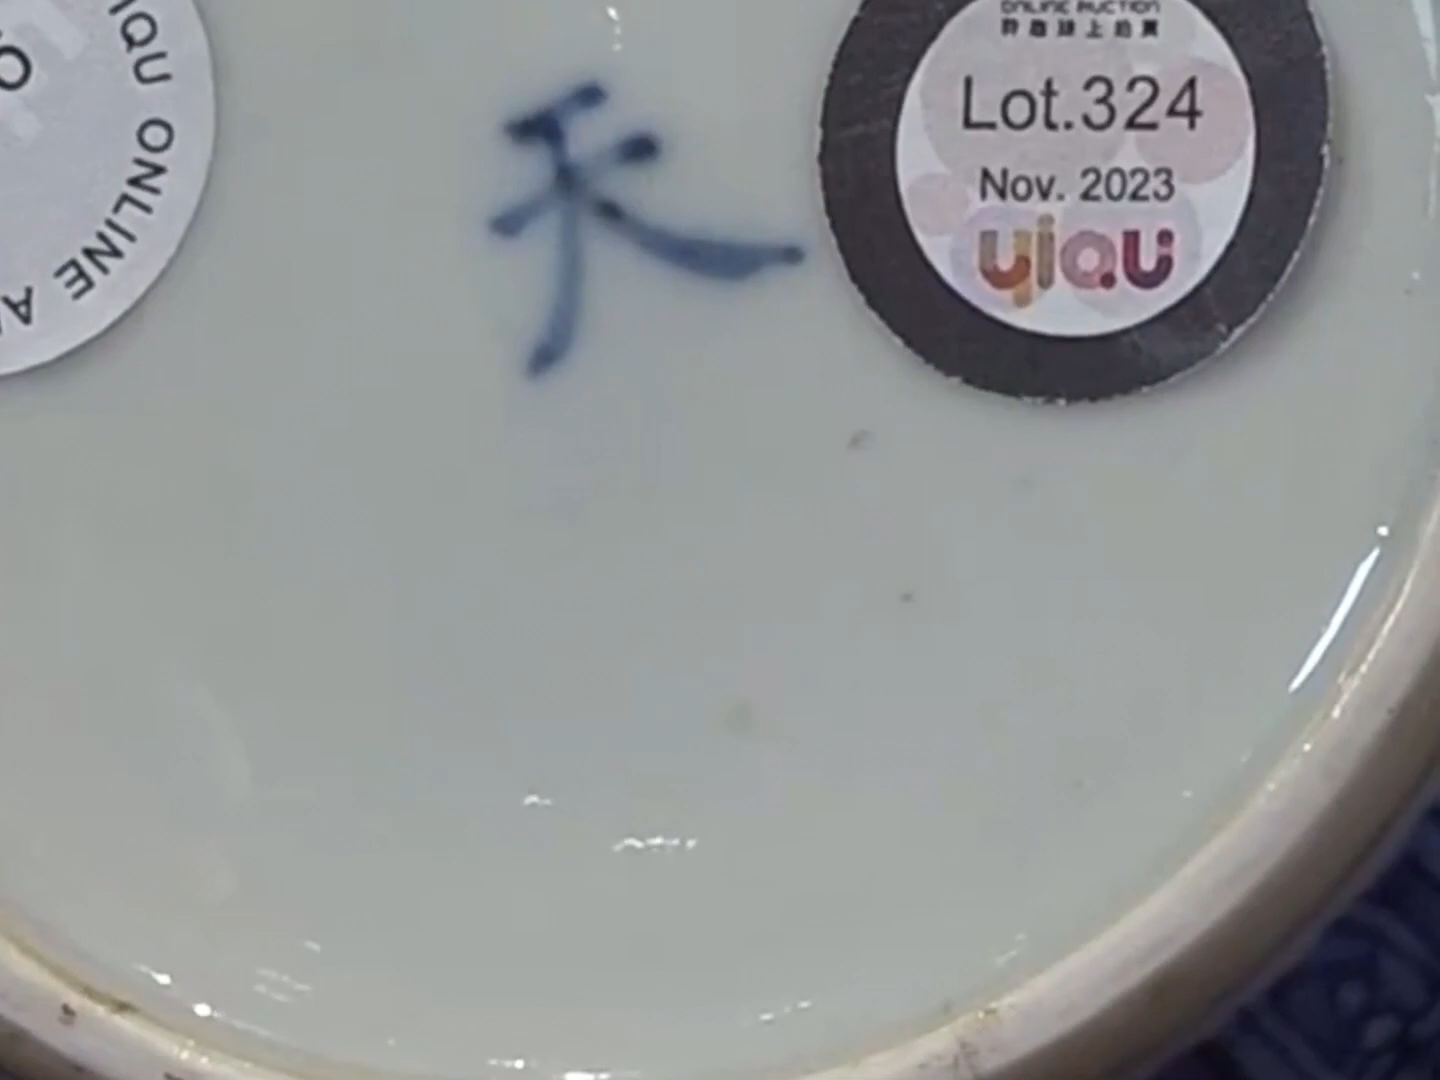 IQU ONLINE A
天
ONLINE AUCTION
Lot.324
Nov. 2023
yiqu